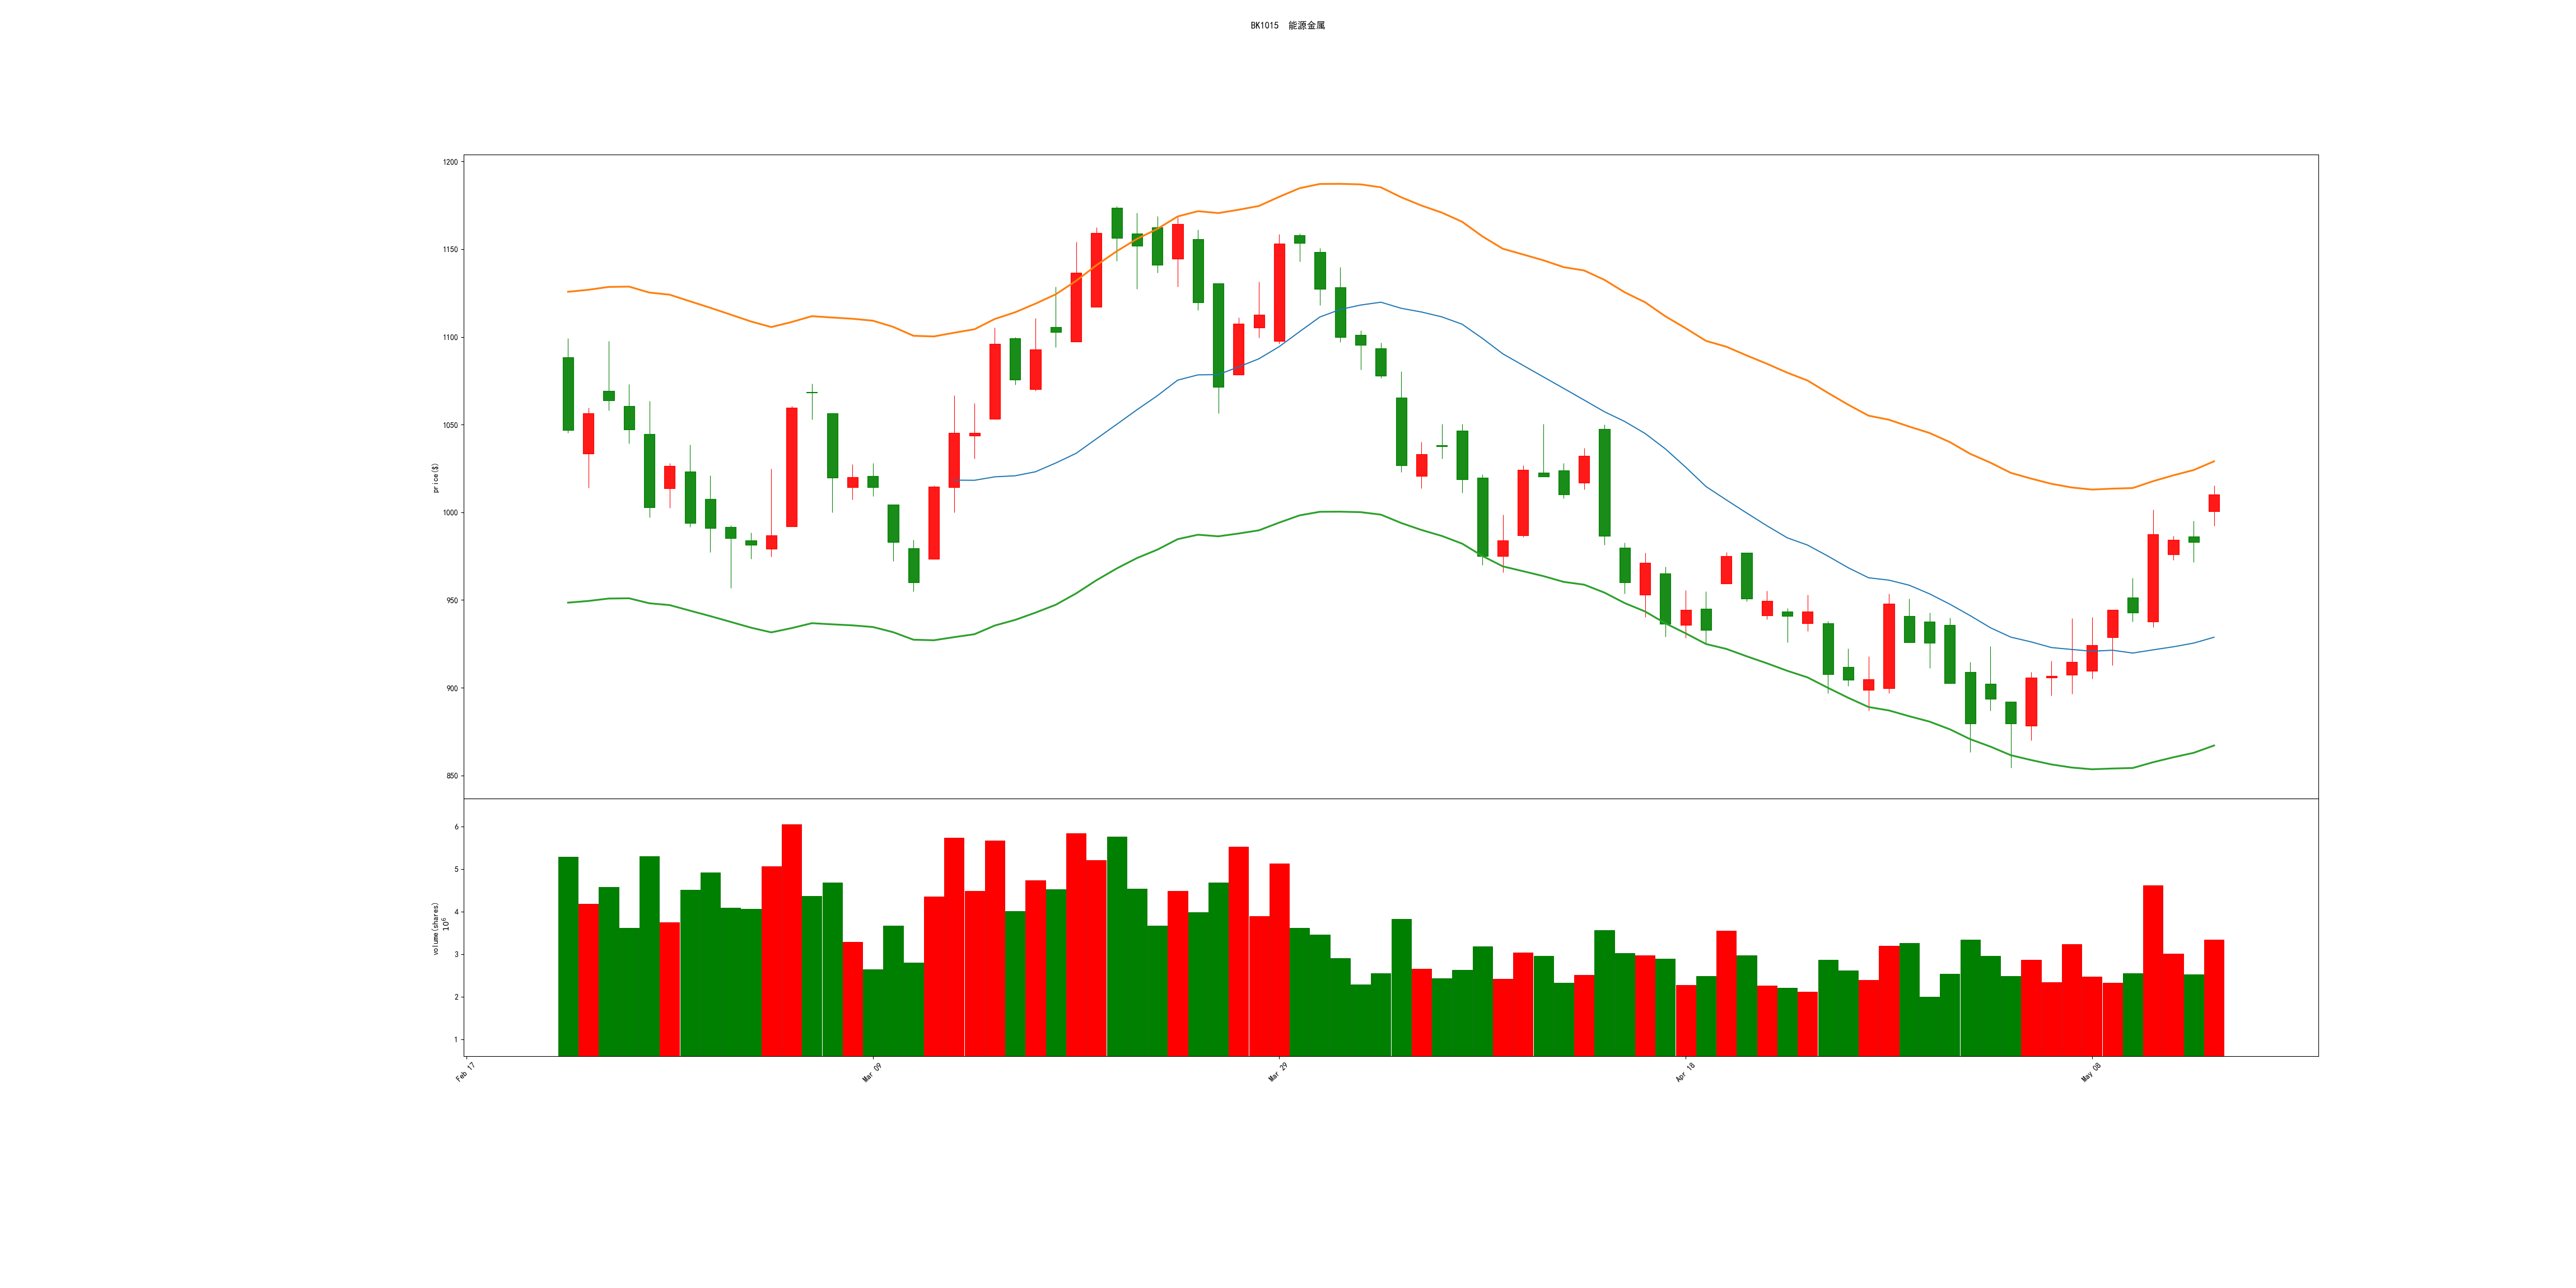 BK1015 能源金属
1200
1150
1100
1050
1000
950
900
850
price($)
6
5
4
3
2
1
volume(shares)
10^6
Feb 17
Mar 09
Mar 29
Apr 18
May 08